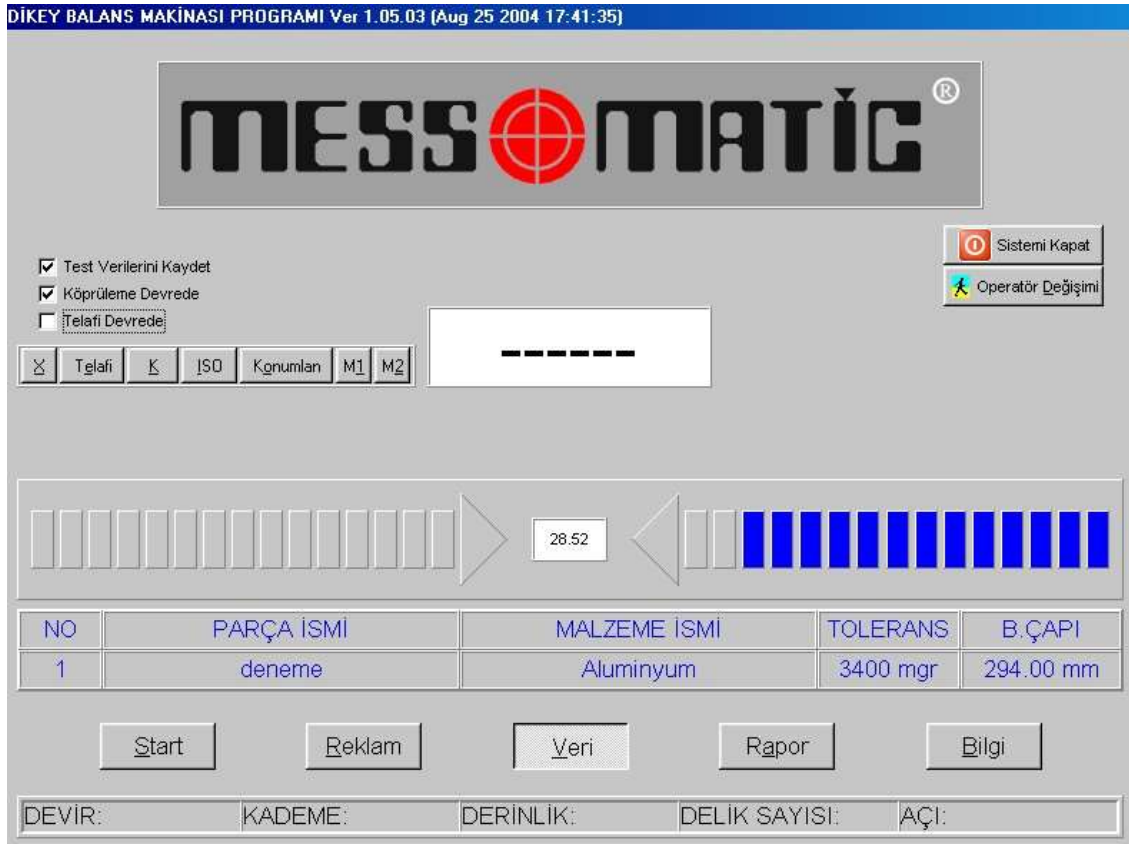 DİKEY BALANS MAKİNASI PROGRAMI Ver 1.05.03 (Aug 25 2004 17:41:35)
MESSOMATİC ®
Sistemi Kapat
Test Verilerini Kaydet
Operatör Değişimi
Köprüleme Devrede
Telafi Devrede
------
X Telafi K ISO Konumlan M1 M2
28.52
NO PARÇA İSMİ MALZEME İSMİ TOLERANS B.ÇAPI
1 deneme Aluminyum 3400 mgr 294.00 mm
Start Reklam Veri Rapor Bilgi
DEVİR: KADEME: DERİNLİK: DELİK SAYISI: AÇI: